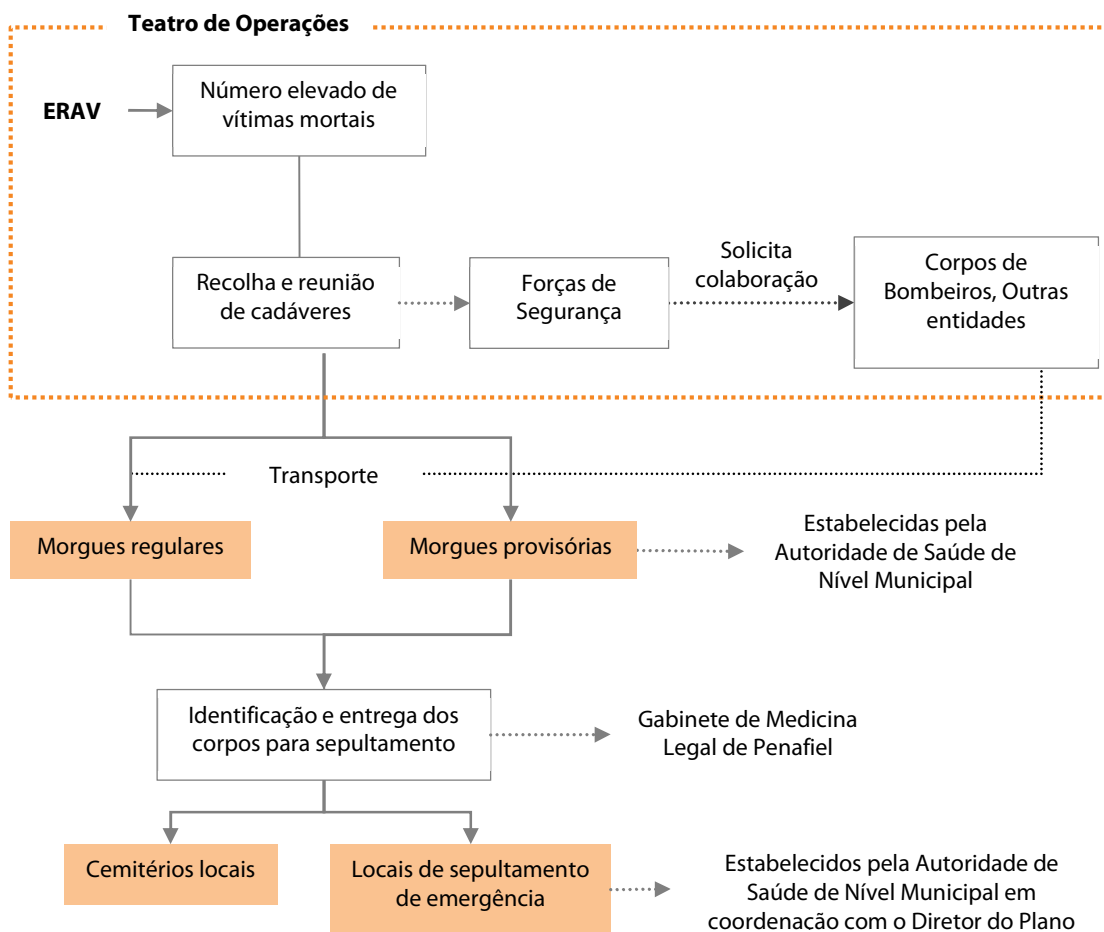 Teatro de Operações
ERAV
Número elevado de
vítimas mortais
Recolha e reunião
de cadáveres
Forças de
Segurança
Solicita
colaboração
Corpos de
Bombeiros, Outras
entidades
Transporte
Morgues regulares
Morgues provisórias
Estabelecidas pela
Autoridade de Saúde de
Nível Municipal
Identificação e entrega dos
corpos para sepultamento
Gabinete de Medicina
Legal de Penafiel
Cemitérios locais
Locais de sepultamento
de emergência
Estabelecidos pela Autoridade de
Saúde de Nível Municipal em
coordenação com o Diretor do Plano